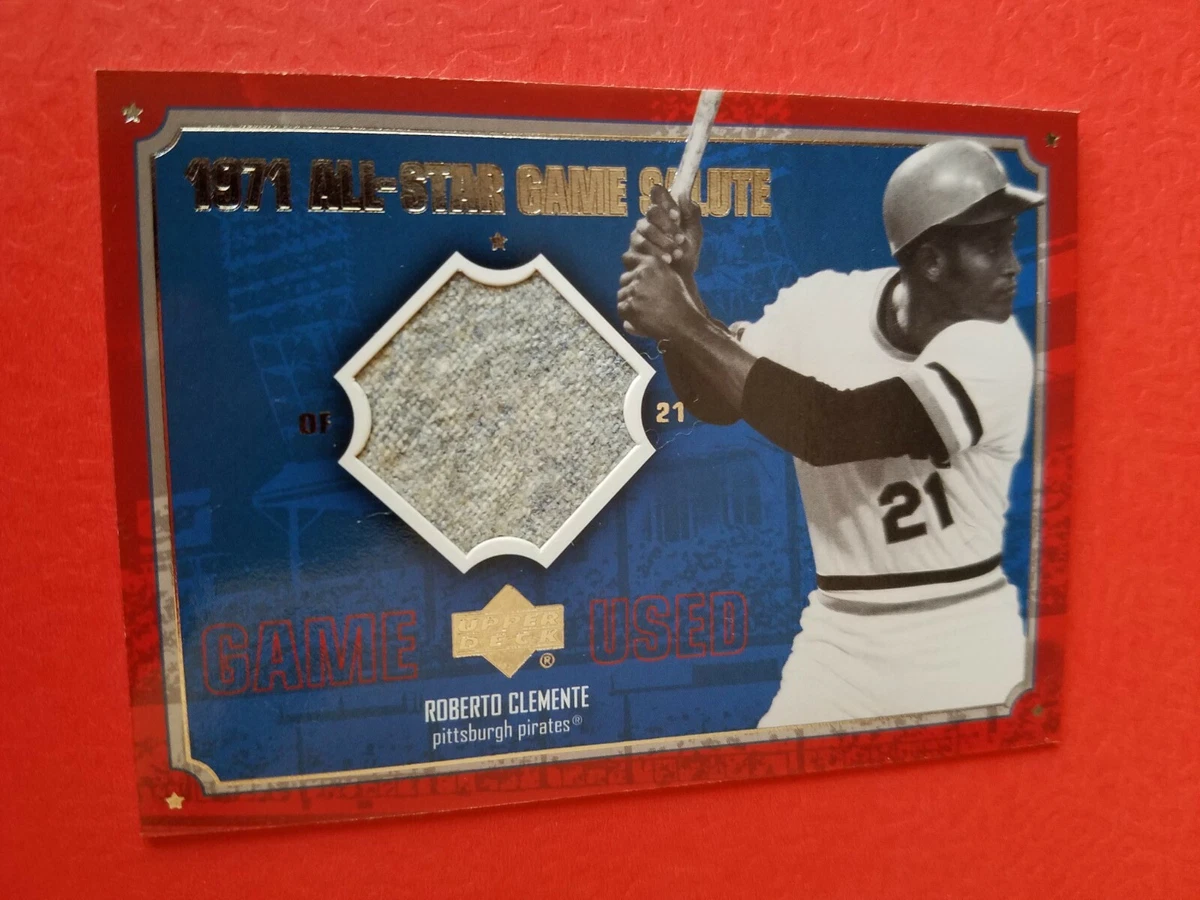 1971 ALL-STAR GAME SALUTE
OF
21
21
GAME
UPPER
DECK
®
USED
ROBERTO CLEMENTE
pittsburgh pirates®